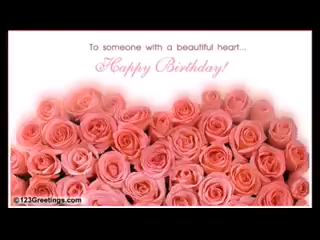 To someone with a beautiful heart...
Happy Birthday!
©123Greetings.com